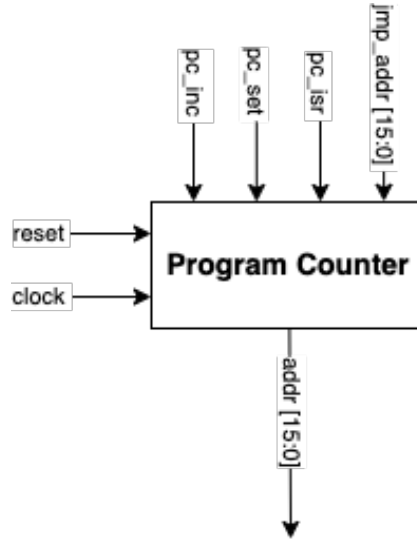 pc_inc
pc_set
pc_isr
jmp_addr [15:0]
reset
clock
Program Counter
addr [15:0]